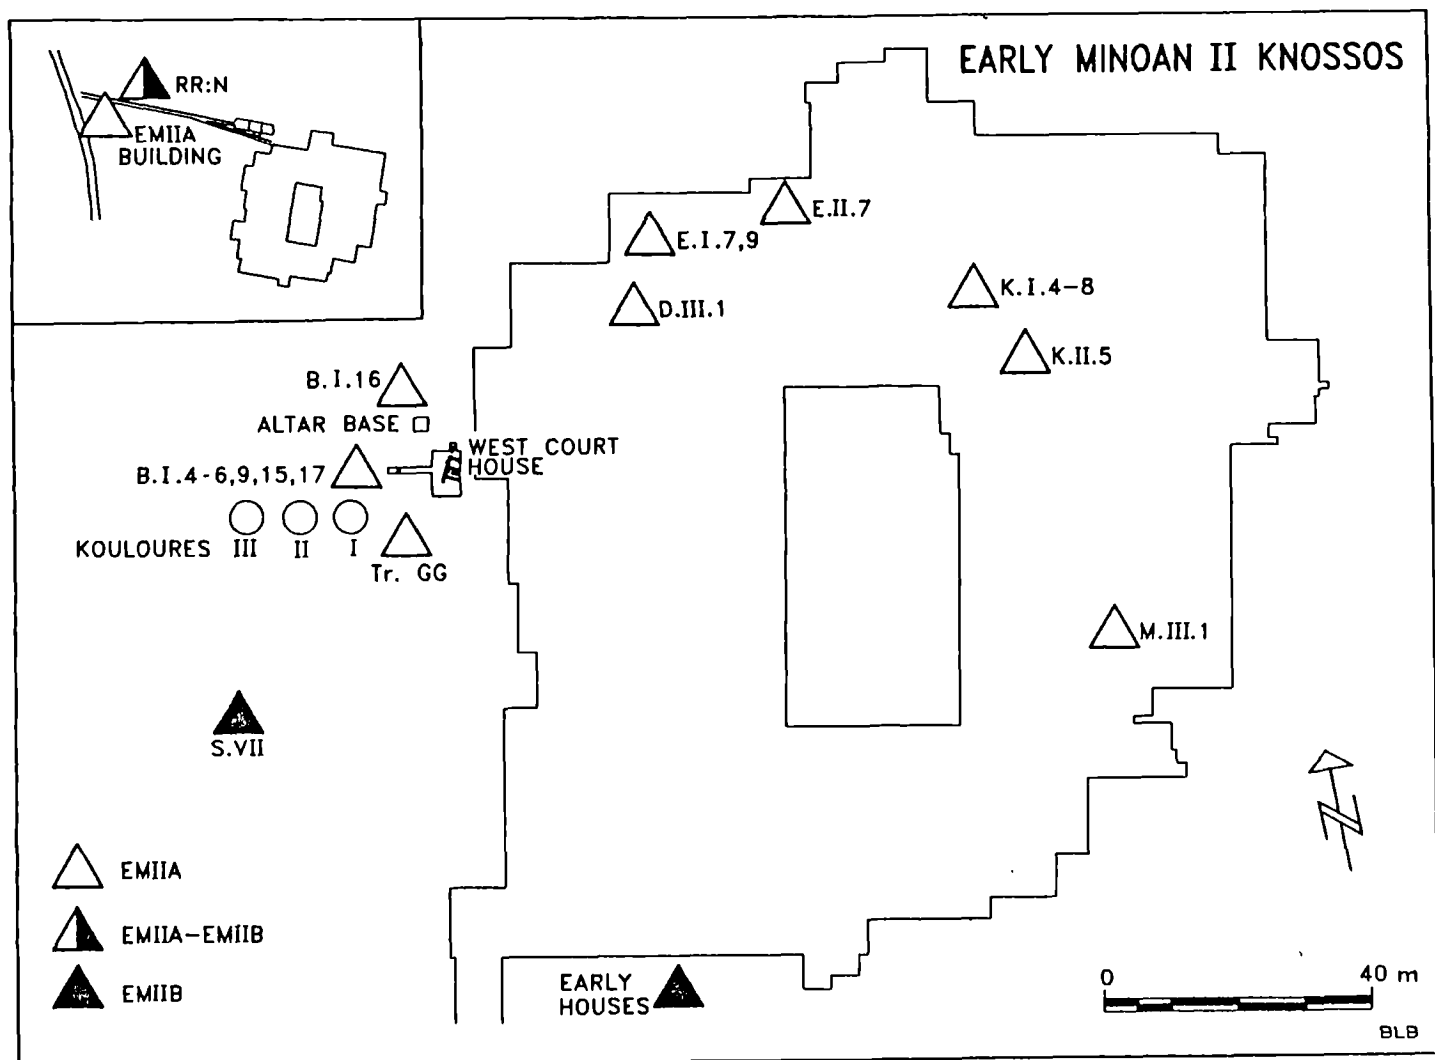 EARLY MINOAN II KNOSSOS
RR:N
EMIIA
BUILDING
E.II.7
E.I.7,9
K.I.4-8
D.III.1
K.II.5
B.I.16
ALTAR BASE
WEST COURT
HOUSE
B.I.4-6,9,15,17
KOULOURES III II I
Tr. GG
M.III.1
S.VII
EMIIA
EMIIA-EMIIB
EMIIB
EARLY
HOUSES
0 40 m
BLB